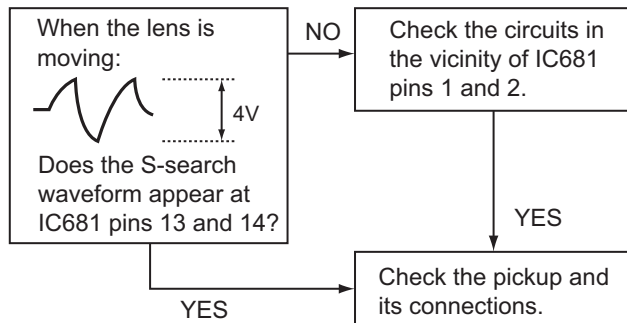 When the lens is
moving:
4V
Does the S-search
waveform appear at
IC681 pins 13 and 14?
NO
Check the circuits in
the vicinity of IC681
pins 1 and 2.
YES
YES
Check the pickup and
its connections.